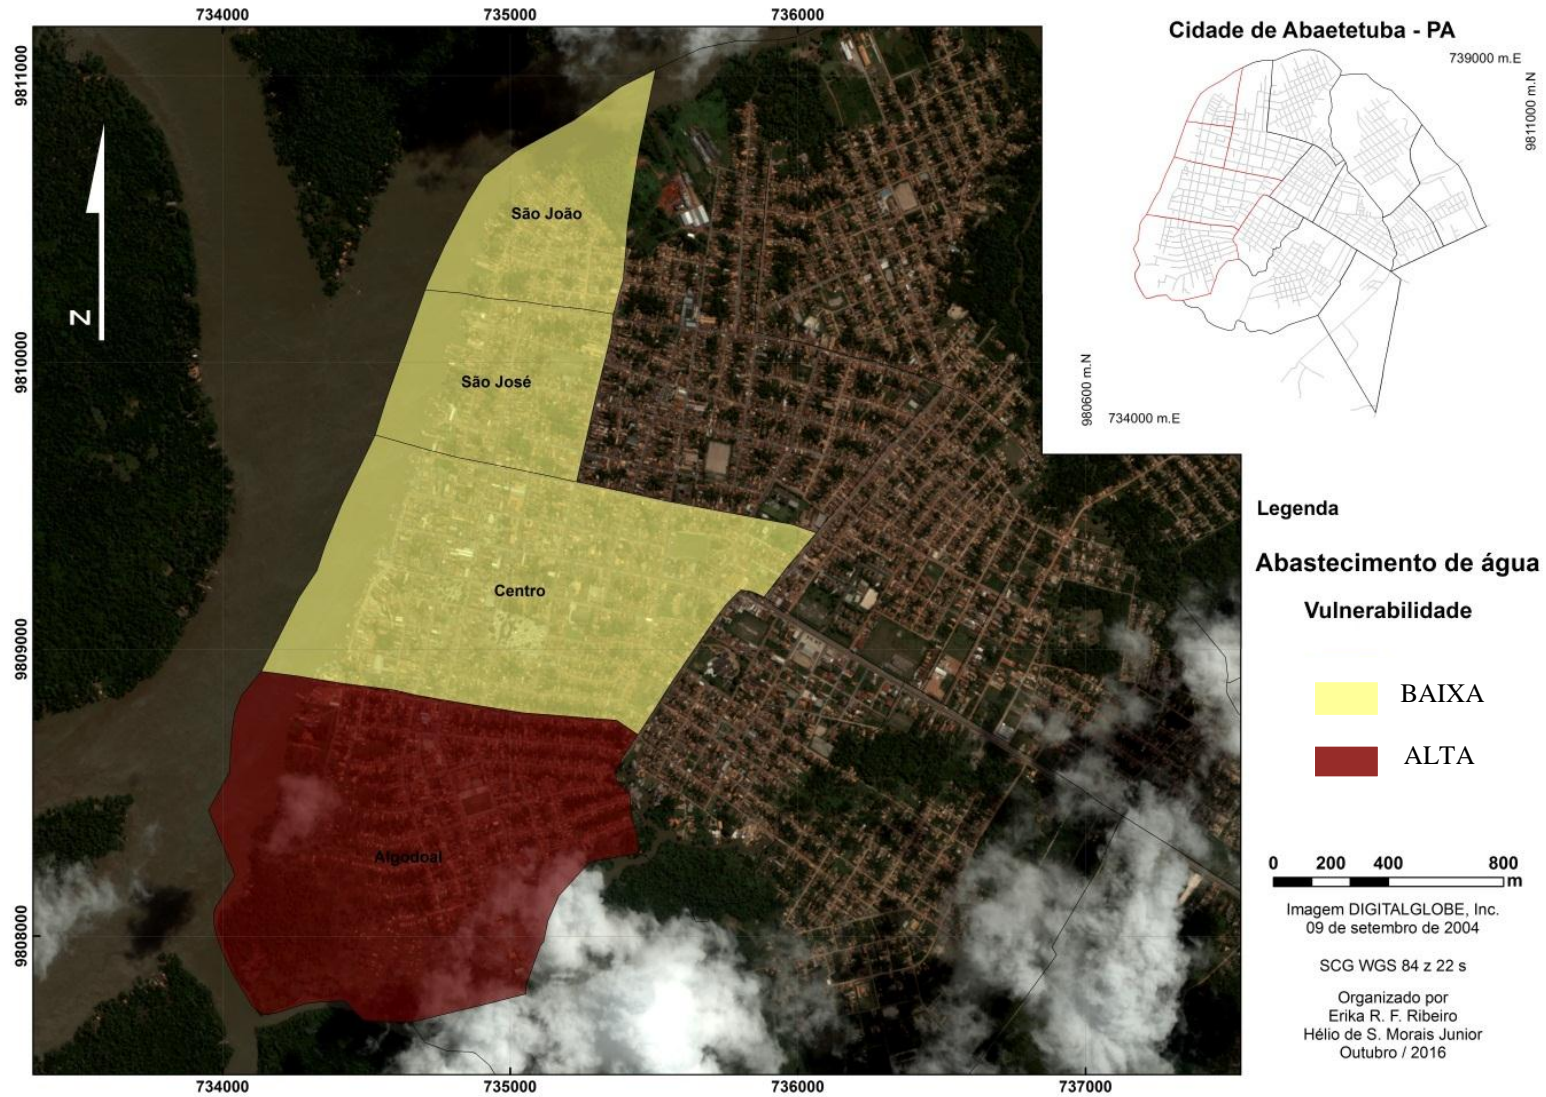 734000
735000
736000
Cidade de Abaetetuba - PA
739000 m.E
9811000 m.N
9811000
São João
N
9810000
São José
980600 m.N
734000 m.E
Legenda
Abastecimento de água
Vulnerabilidade
Centro
9809000
BAIXA
ALTA
Algodoal
0 200 400 800
m
9808000
Imagem DIGITALGLOBE, Inc.
09 de setembro de 2004
SCG WGS 84 z 22 s
Organizado por
Erika R. F. Ribeiro
Hélio de S. Morais Junior
Outubro / 2016
734000
735000
736000
737000